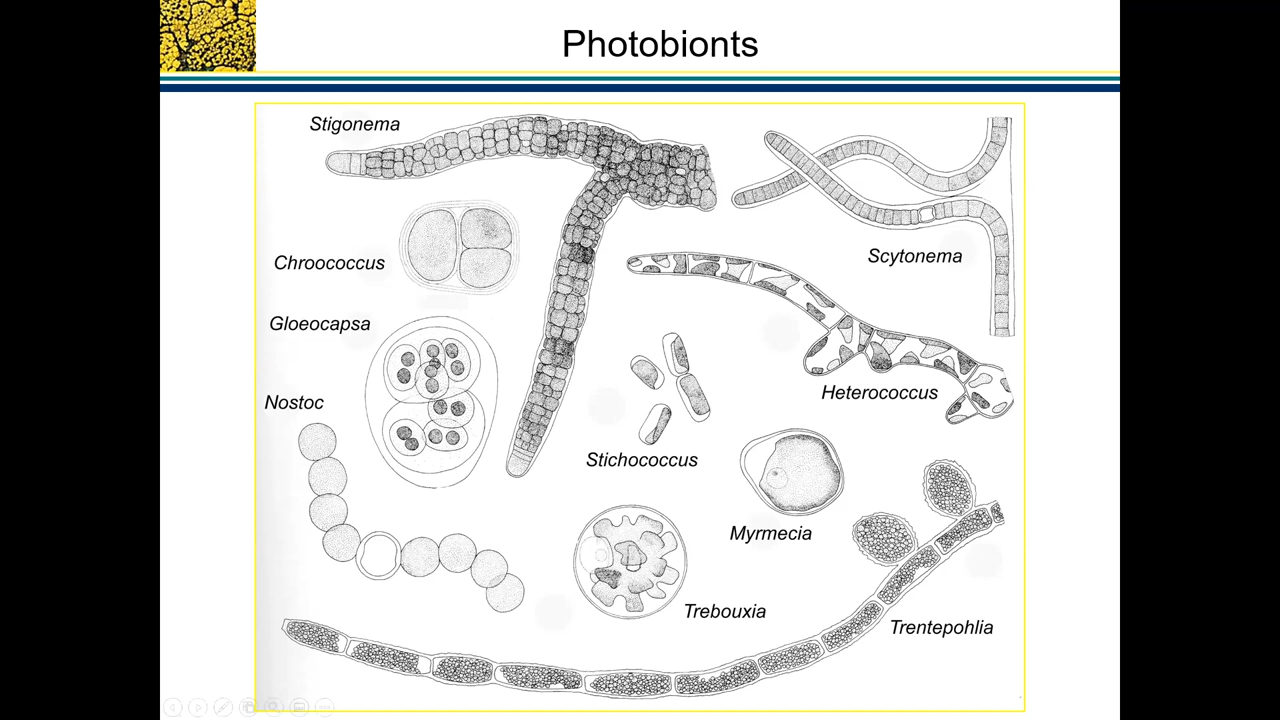 Photobionts
Stigonema
Scytonema
Chroococcus
Gloeocapsa
Heterococcus
Nostoc
Stichococcus
Myrmecia
Trebouxia
Trentepohlia